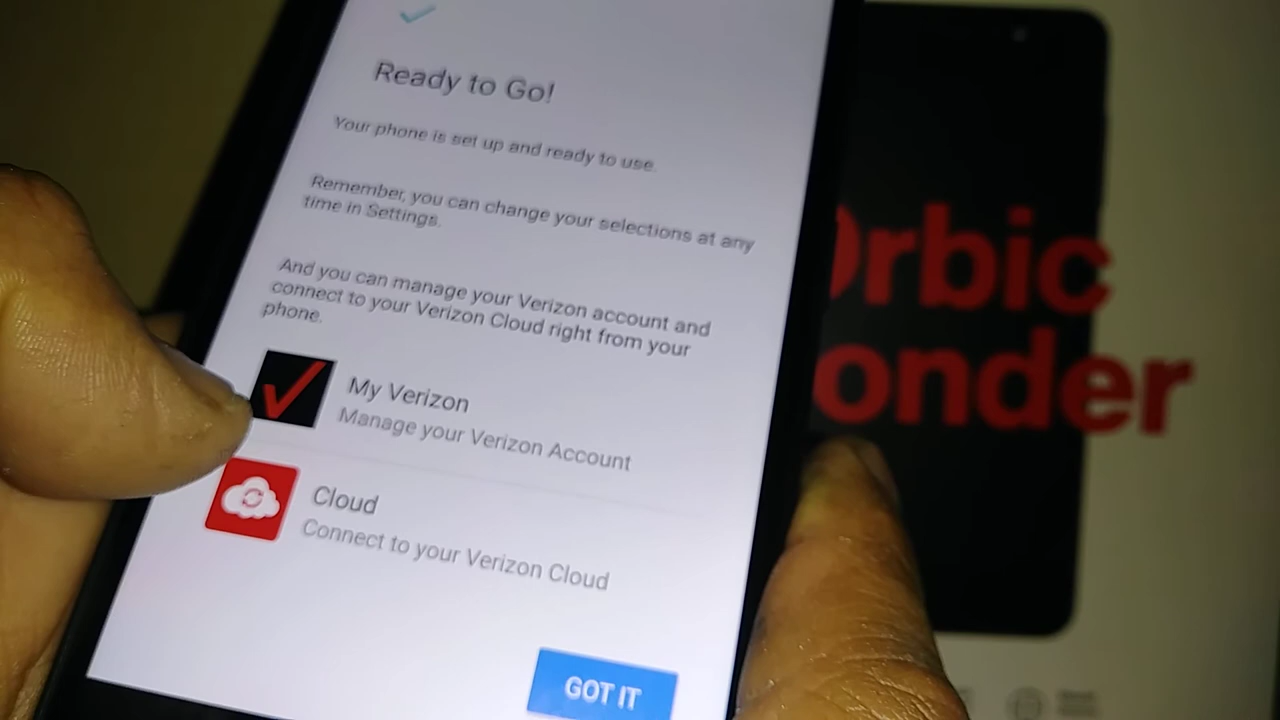 Ready to Go!
Your phone is set up and ready to use.
Remember, you can change your selections at any
time in Settings.
And you can manage your Verizon account and
connect to your Verizon Cloud right from your
phone.
My Verizon
Manage your Verizon Account
Cloud
Connect to your Verizon Cloud
GOT IT
Orbic
onder